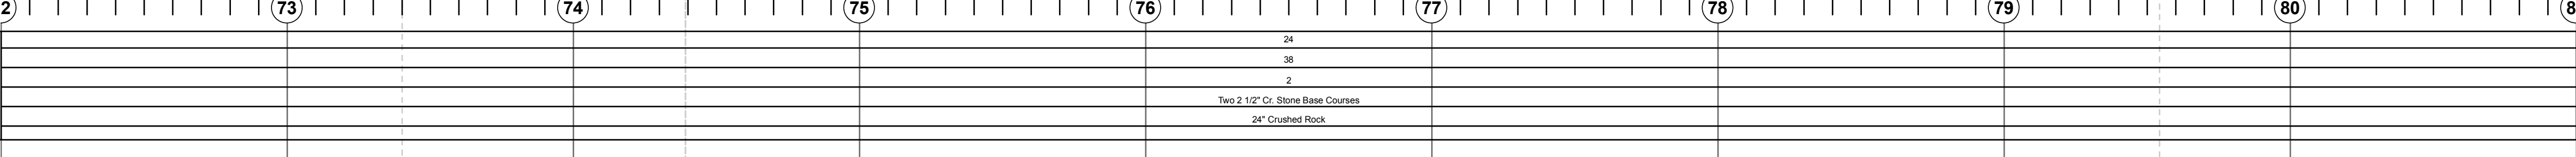 2 73 74 75 76 77 78 79 80 8
24
38
2
Two 2 1/2" Cr. Stone Base Courses
24" Crushed Rock